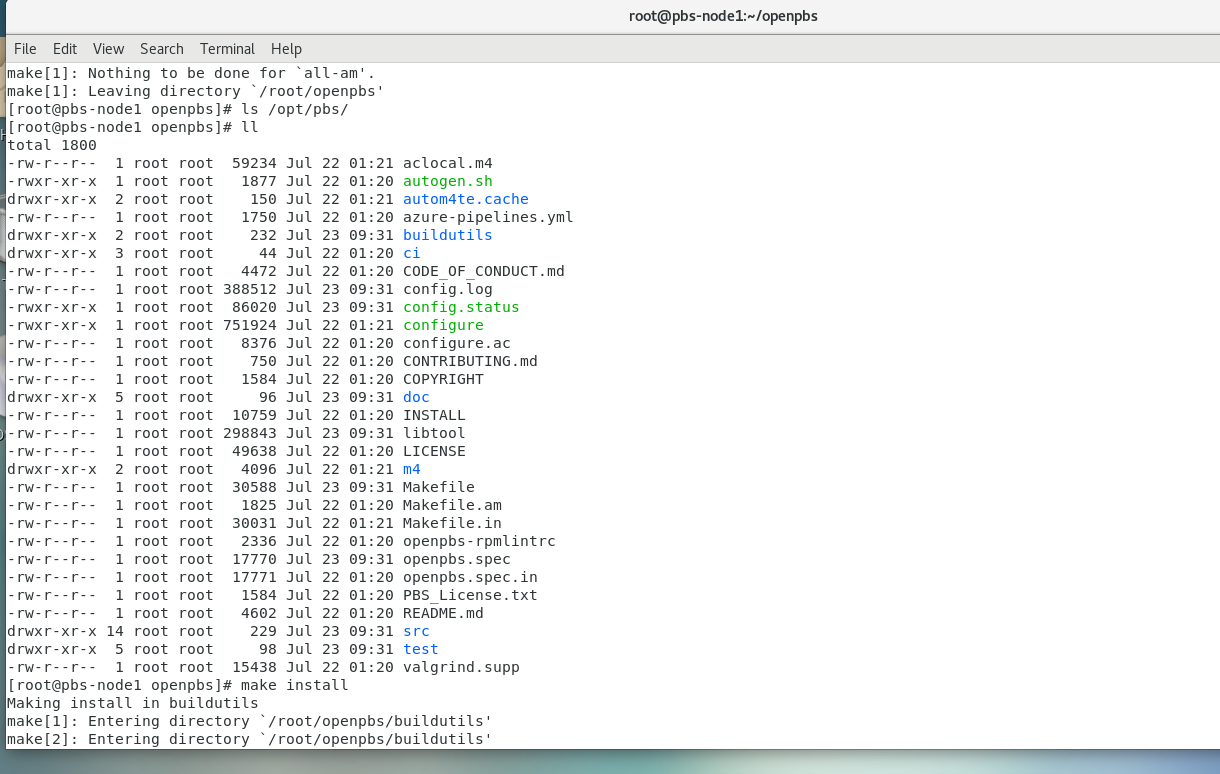 root@pbs-node1:~/openpbs
File Edit View Search Terminal Help
make[1]: Nothing to be done for `all-am'.
make[1]: Leaving directory `/root/openpbs'
[root@pbs-node1 openpbs]# ls /opt/pbs/
[root@pbs-node1 openpbs]# ll
total 1800
-rw-r--r--  1 root root  59234 Jul 22 01:21 aclocal.m4
-rwxr-xr-x  1 root root   1877 Jul 22 01:20 autogen.sh
drwxr-xr-x  2 root root    150 Jul 22 01:21 autom4te.cache
-rw-r--r--  1 root root   1750 Jul 22 01:20 azure-pipelines.yml
drwxr-xr-x  2 root root    232 Jul 23 09:31 buildutils
drwxr-xr-x  3 root root     44 Jul 22 01:20 ci
-rw-r--r--  1 root root   4472 Jul 22 01:20 CODE_OF_CONDUCT.md
-rw-r--r--  1 root root 388512 Jul 23 09:31 config.log
-rwxr-xr-x  1 root root  86020 Jul 23 09:31 config.status
-rwxr-xr-x  1 root root 751924 Jul 22 01:21 configure
-rw-r--r--  1 root root   8376 Jul 22 01:20 configure.ac
-rw-r--r--  1 root root    750 Jul 22 01:20 CONTRIBUTING.md
-rw-r--r--  1 root root   1584 Jul 22 01:20 COPYRIGHT
drwxr-xr-x  5 root root     96 Jul 23 09:31 doc
-rw-r--r--  1 root root  10759 Jul 22 01:20 INSTALL
-rw-r--r--  1 root root 298843 Jul 23 09:31 libtool
-rw-r--r--  1 root root  49638 Jul 22 01:20 LICENSE
drwxr-xr-x  2 root root   4096 Jul 22 01:21 m4
-rw-r--r--  1 root root  30588 Jul 23 09:31 Makefile
-rw-r--r--  1 root root   1825 Jul 22 01:20 Makefile.am
-rw-r--r--  1 root root  30031 Jul 22 01:21 Makefile.in
-rw-r--r--  1 root root   2336 Jul 22 01:20 openpbs-rpmlintrc
-rw-r--r--  1 root root  17770 Jul 23 09:31 openpbs.spec
-rw-r--r--  1 root root  17771 Jul 22 01:20 openpbs.spec.in
-rw-r--r--  1 root root   1584 Jul 22 01:20 PBS_License.txt
-rw-r--r--  1 root root   4602 Jul 22 01:20 README.md
drwxr-xr-x 14 root root    229 Jul 23 09:31 src
drwxr-xr-x  5 root root     98 Jul 23 09:31 test
-rw-r--r--  1 root root  15438 Jul 22 01:20 valgrind.supp
[root@pbs-node1 openpbs]# make install
Making install in buildutils
make[1]: Entering directory `/root/openpbs/buildutils'
make[2]: Entering directory `/root/openpbs/buildutils'